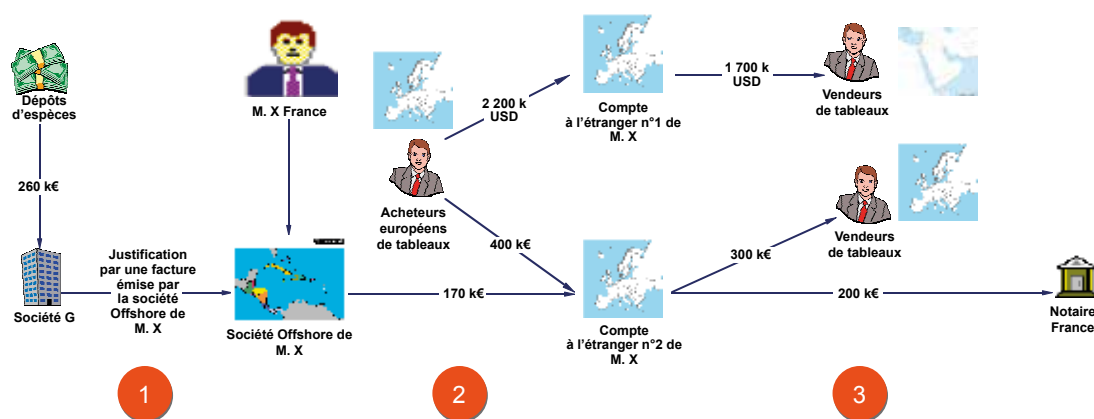 Dépôts
d'espèces
260 k€
Société G
Justification
par une facture
émise par
la société
Offshore de
M. X
M. X France
Société Offshore de
M. X
170 k€
Acheteurs
européens
de tableaux
2 200 k
USD
400 k€
Compte
à l'étranger n°1 de
M. X
Compte
à l'étranger n°2 de
M. X
1 700 k
USD
Vendeurs
de tableaux
300 k€
Vendeurs
de tableaux
200 k€
Notaire
France
1
2
3